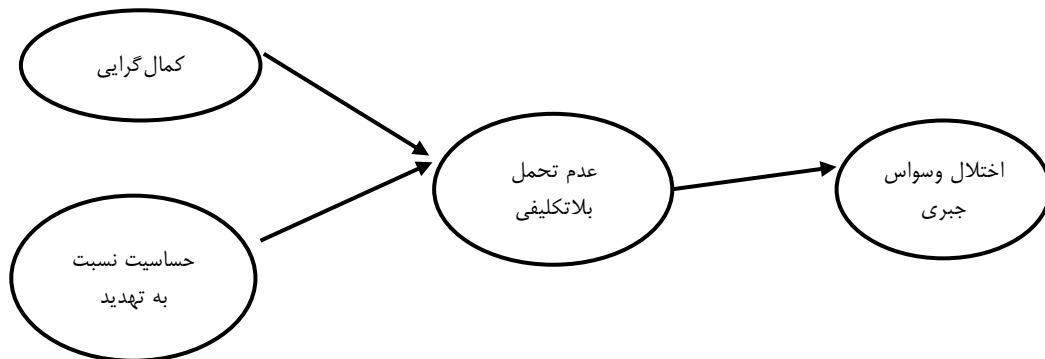 کمال‌گرایی
عدم تحمل
بلاتکلیفی
اختلال وسواس
جبری
حساسیت نسبت
به تهدید